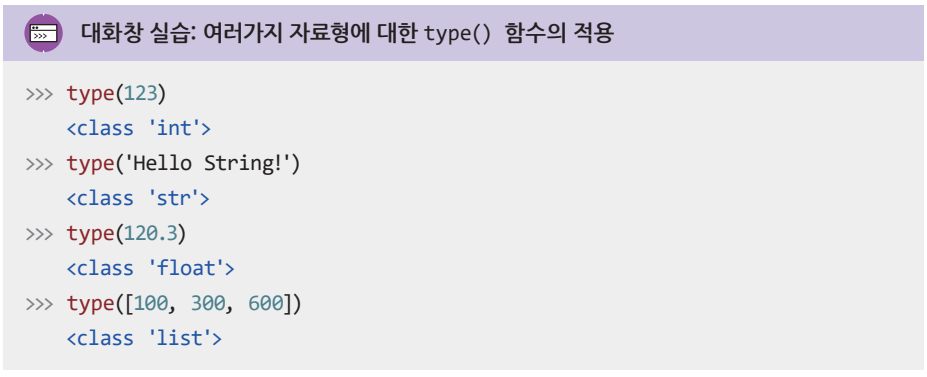 대화창 실습: 여러가지 자료형에 대한 type() 함수의 적용
>>> type(123)
<class 'int'>
>>> type('Hello String!')
<class 'str'>
>>> type(120.3)
<class 'float'>
>>> type([100, 300, 600])
<class 'list'>